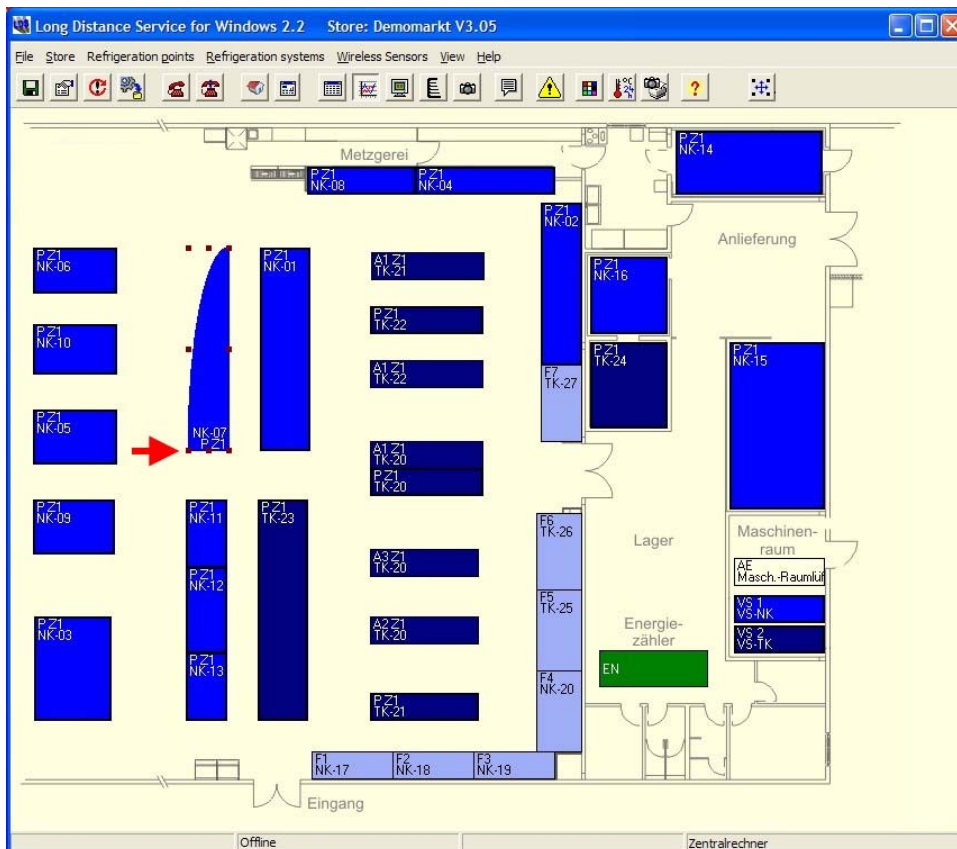 Long Distance Service for Windows 2.2 Store: Demomarkt V3.05
File Store Refrigeration points Refrigeration systems Wireless Sensors View Help
Metzgerei
P Z1
NK-08
P Z1
NK-04
P Z1
NK-14
P Z1
NK-02
Anlieferung
P Z1
NK-06
P Z1
NK-01
A1 Z1
TK-21
P Z1
NK-16
P Z1
TK-22
P Z1
NK-10
A1 Z1
TK-22
P Z1
TK-24
P Z1
NK-15
F7
TK-27
P Z1
NK-05
NK-07
P Z1
A1 Z1
TK-20
P Z1
TK-20
P Z1
NK-09
P Z1
NK-11
P Z1
TK-23
F6
TK-26
Lager
Maschinen-
raum
A3 Z1
TK-20
AE
Masch.-Raumlüf
P Z1
NK-12
F5
TK-25
VS 1
VS-NK
P Z1
NK-03
A2 Z1
TK-20
Energie-
zähler
VS 2
VS-TK
P Z1
NK-13
EN
F4
NK-20
P Z1
TK-21
F1
NK-17
F2
NK-18
F3
NK-19
Eingang
Offline Zentralrechner